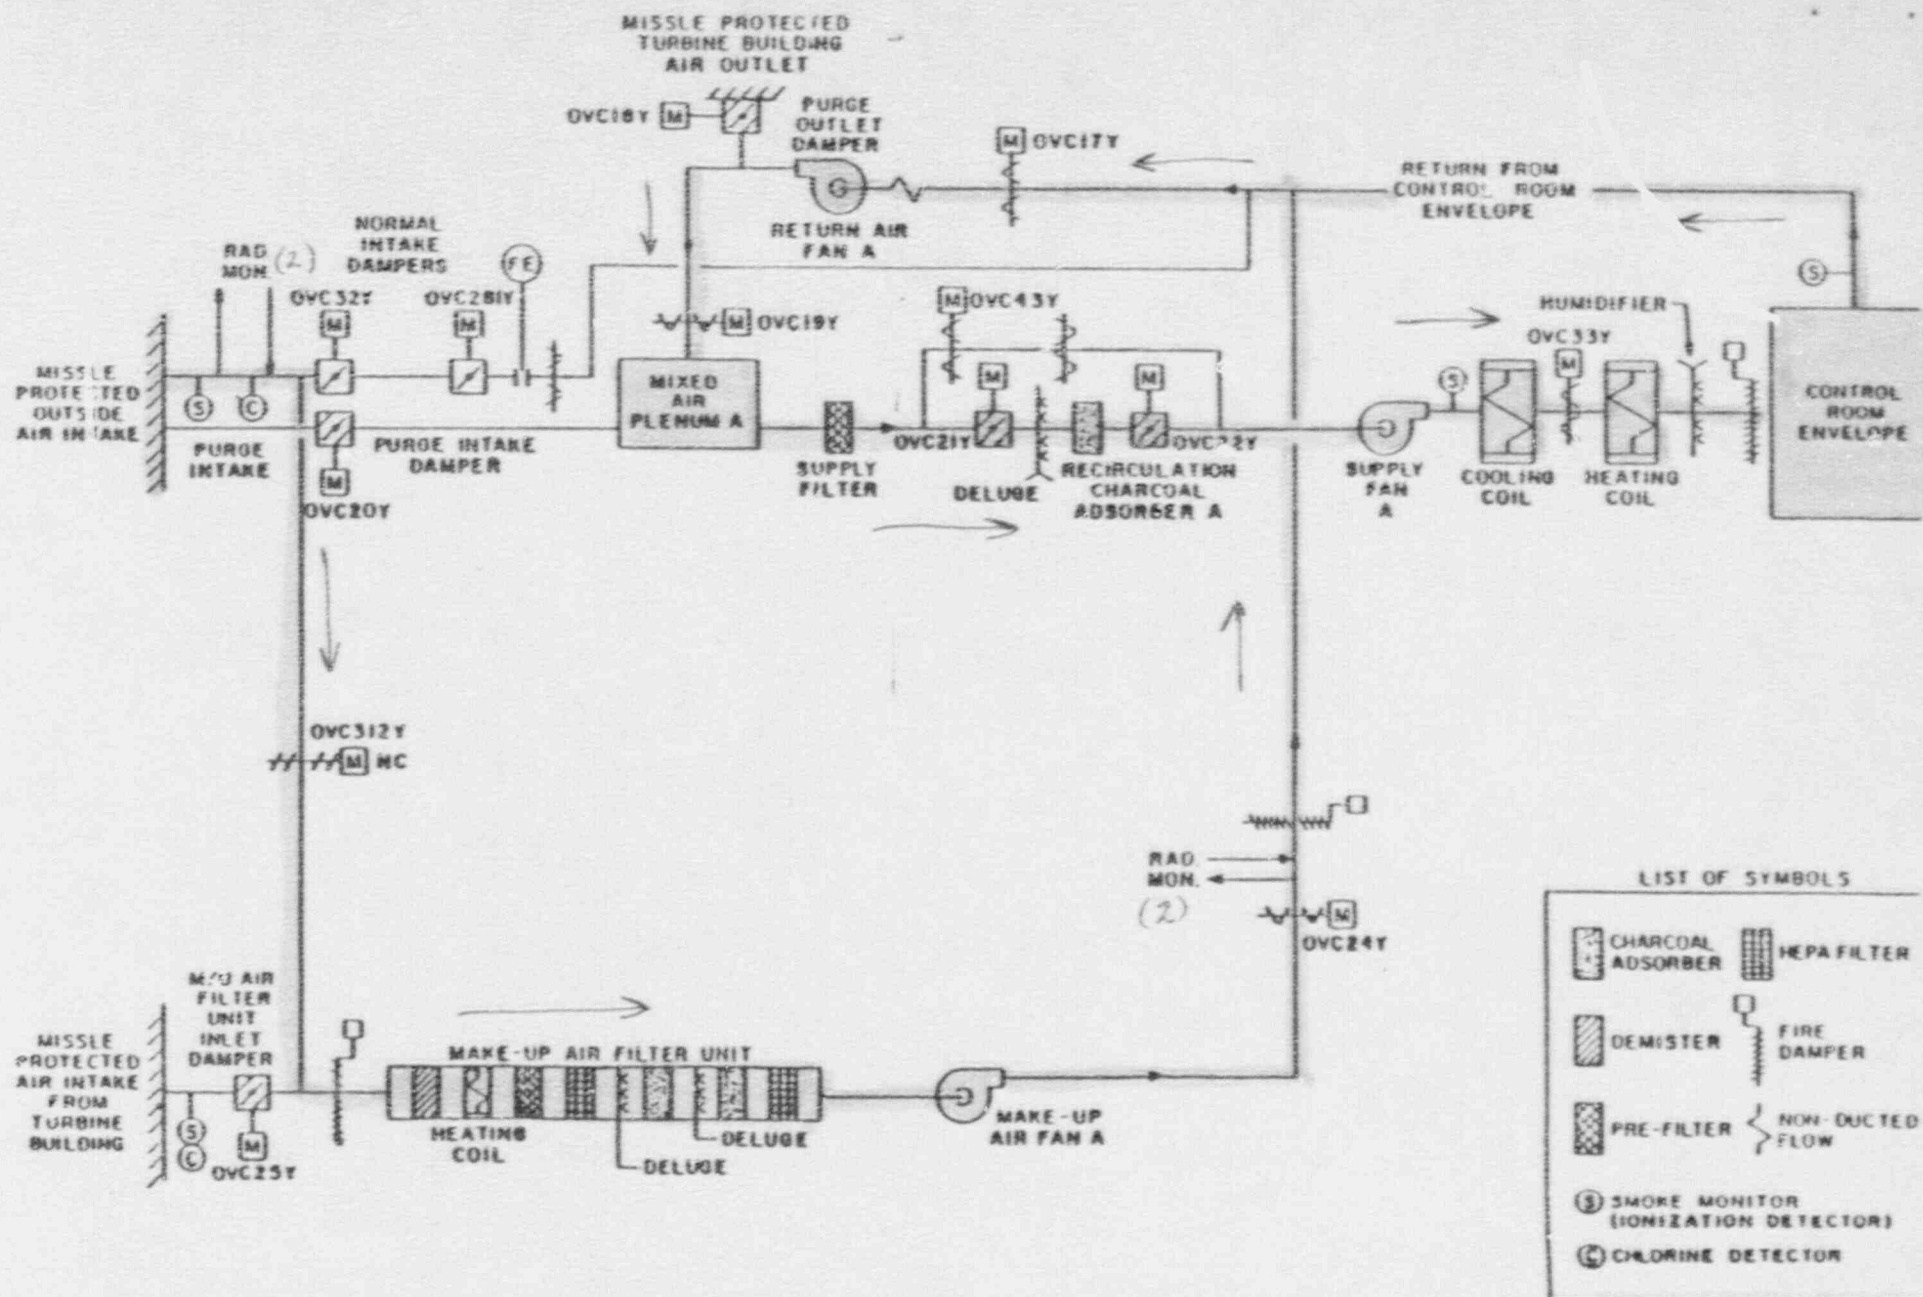 MISSLE PROTECTED
TURBINE BUILDING
AIR OUTLET
OVC18Y
M
PURGE
OUTLET
DAMPER
M
OVC17Y
RETURN FROM
CONTROL ROOM
ENVELOPE
RETURN AIR
FAN A
RAD
MON.
(2)
NORMAL
INTAKE
DAMPERS
FE
OVC32Y
OVC281Y
M
M
M
OVC19Y
M
OVC43Y
HUMIDIFIER
S
OVC33Y
M
MISSLE
PROTECTED
OUTSIDE
AIR INTAKE
S
C
PURGE
INTAKE
PURGE INTAKE
DAMPER
M
OVC20Y
MIXED
AIR
PLENUM A
SUPPLY
FILTER
OVC21Y
M
DELUGE
M
RECIRCULATION
CHARCOAL
ADSORBER A
S
SUPPLY
FAN
A
COOLING
COIL
HEATING
COIL
CONTROL
ROOM
ENVELOPE
OVC312Y
M
NC
RAD.
MON.
(2)
M
OVC24Y
M/U AIR
FILTER
UNIT
INLET
DAMPER
MISSLE
PROTECTED
AIR INTAKE
FROM
TURBINE
BUILDING
S
C
M
OVC25Y
MAKE-UP AIR FILTER UNIT
HEATING
COIL
DELUGE
DELUGE
MAKE-UP
AIR FAN A
LIST OF SYMBOLS
CHARCOAL
ADSORBER
HEPA FILTER
DEMISTER
FIRE
DAMPER
PRE-FILTER
NON-DUCTED
FLOW
S SMOKE MONITOR
(IONIZATION DETECTOR)
C CHLORINE DETECTOR